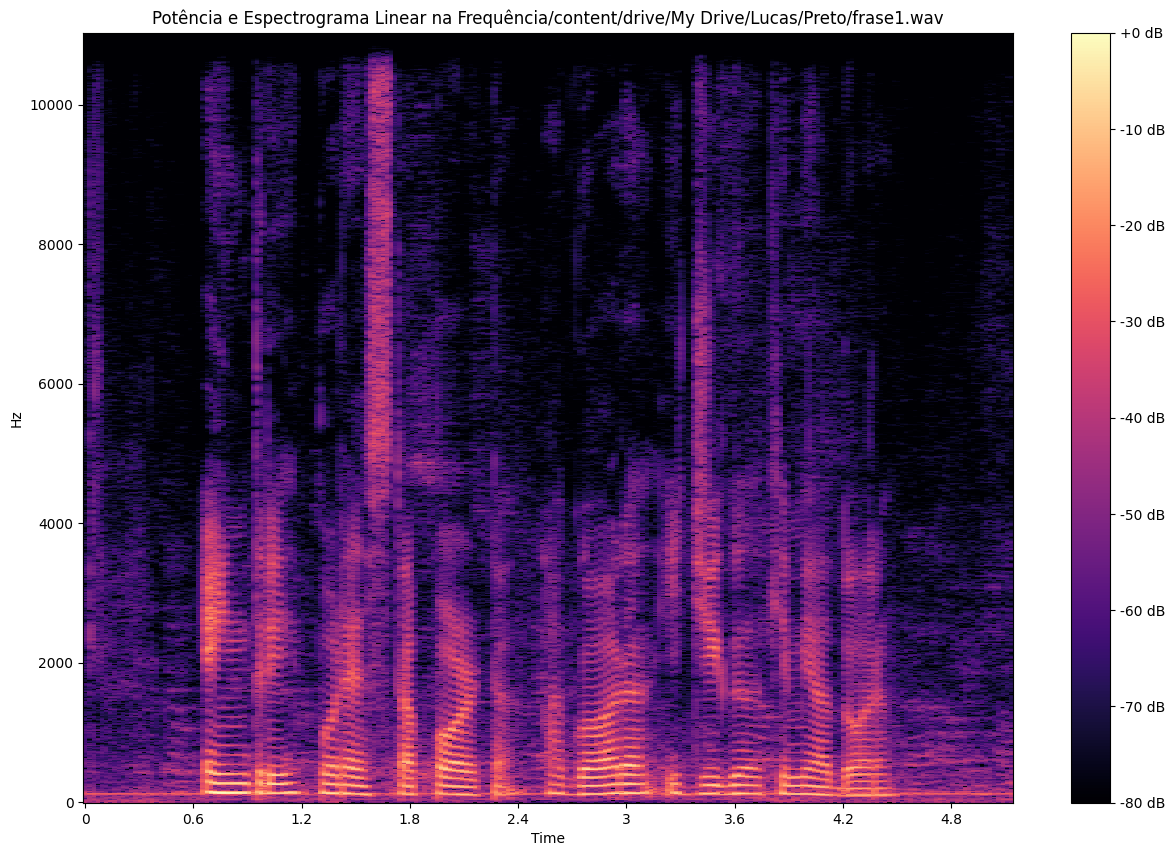 Potência e Espectrograma Linear na Frequência/content/drive/My Drive/Lucas/Preto/frase1.wav
Hz
10000
8000
6000
4000
2000
0
0 0.6 1.2 1.8 2.4 3 3.6 4.2 4.8
Time
+0 dB
-10 dB
-20 dB
-30 dB
-40 dB
-50 dB
-60 dB
-70 dB
-80 dB